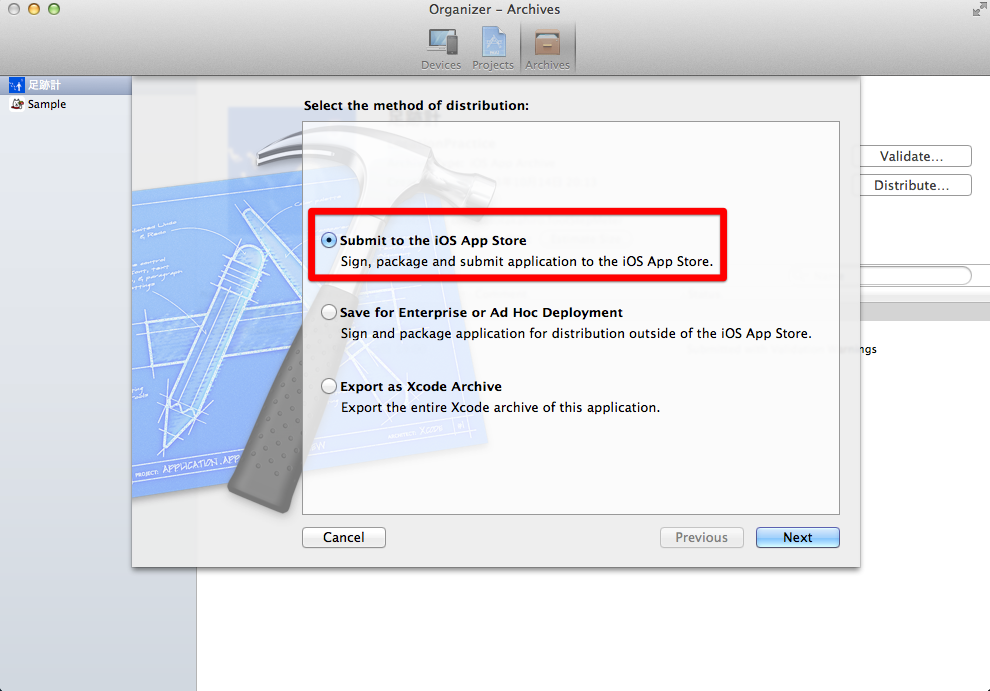 Organizer – Archives
Devices
Projects
Archives
足跡計
Sample
Select the method of distribution:
Submit to the iOS App Store
Sign, package and submit application to the iOS App Store.
Save for Enterprise or Ad Hoc Deployment
Sign and package application for distribution outside of the iOS App Store.
Export as Xcode Archive
Export the entire Xcode archive of this application.
Validate...
Distribute...
PROJECT: APPLICATION.APP
ARCHITECT: XCODE
Cancel
Previous
Next